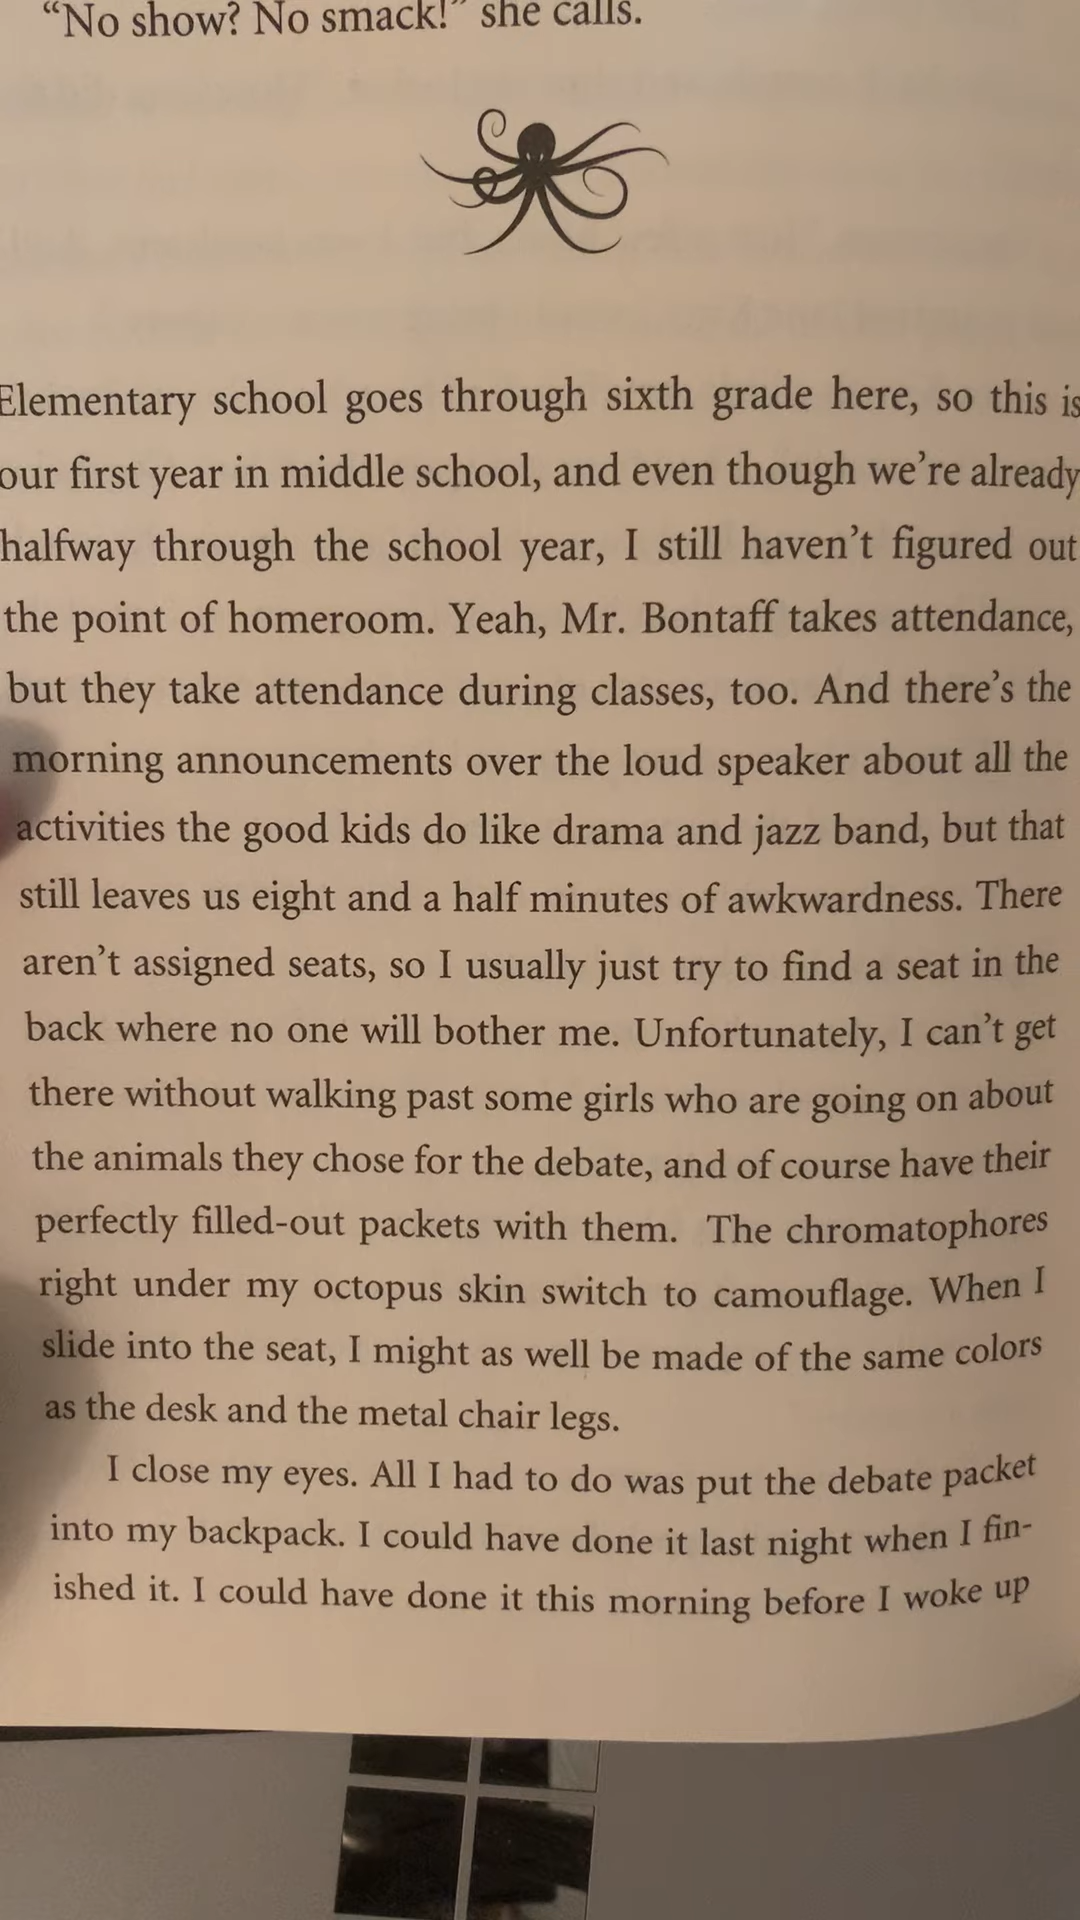 “No show? No smack!” she calls.
Elementary school goes through sixth grade here, so this is
our first year in middle school, and even though we’re already
halfway through the school year, I still haven’t figured out
the point of homeroom. Yeah, Mr. Bontaff takes attendance,
but they take attendance during classes, too. And there’s the
morning announcements over the loud speaker about all the
activities the good kids do like drama and jazz band, but that
still leaves us eight and a half minutes of awkwardness. There
aren’t assigned seats, so I usually just try to find a seat in the
back where no one will bother me. Unfortunately, I can’t get
there without walking past some girls who are going on about
the animals they chose for the debate, and of course have their
perfectly filled-out packets with them. The chromatophores
right under my octopus skin switch to camouflage. When I
slide into the seat, I might as well be made of the same colors
as the desk and the metal chair legs.
I close my eyes. All I had to do was put the debate packet
into my backpack. I could have done it last night when I fin-
ished it. I could have done it this morning before I woke up